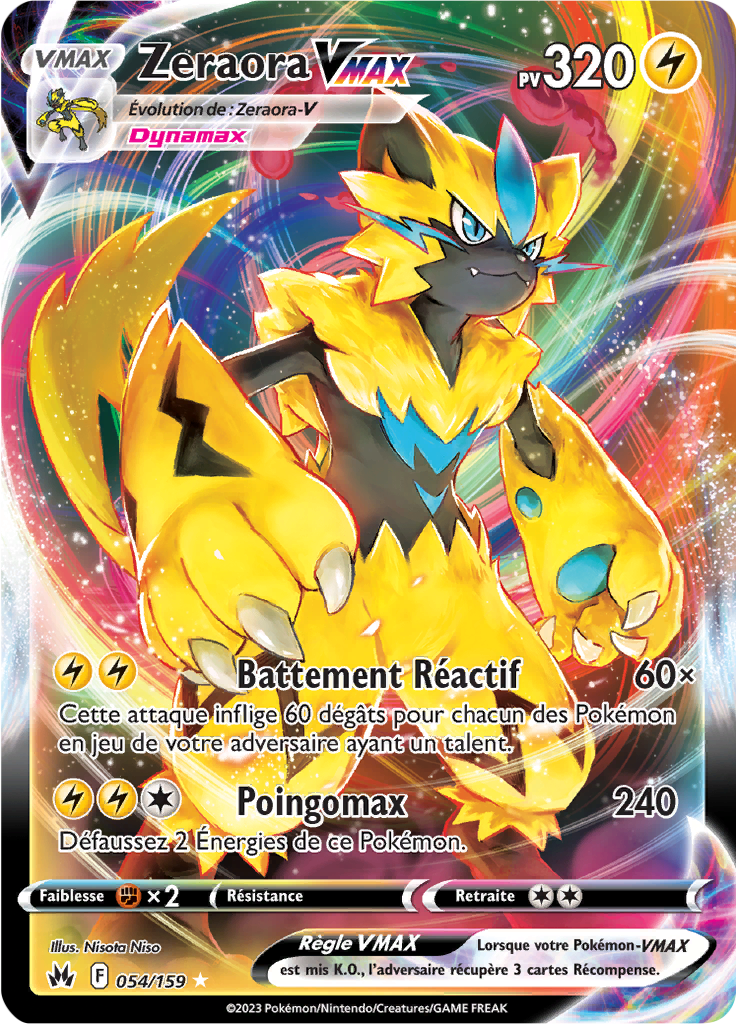 VMAX Zeraora VMAX PV 320
Évolution de : Zeraora-V
Dynamax
Battement Réactif 60×
Cette attaque inflige 60 dégâts pour chacun des Pokémon
en jeu de votre adversaire ayant un talent.
Poingomax 240
Défaussez 2 Énergies de ce Pokémon.
Faiblesse ×2 Résistance Retraite
Illus. Nisota Niso
Règle VMAX Lorsque votre Pokémon-VMAX
est mis K.O., l'adversaire récupère 3 cartes Récompense.
F 054/159
©2023 Pokémon/Nintendo/Creatures/GAME FREAK